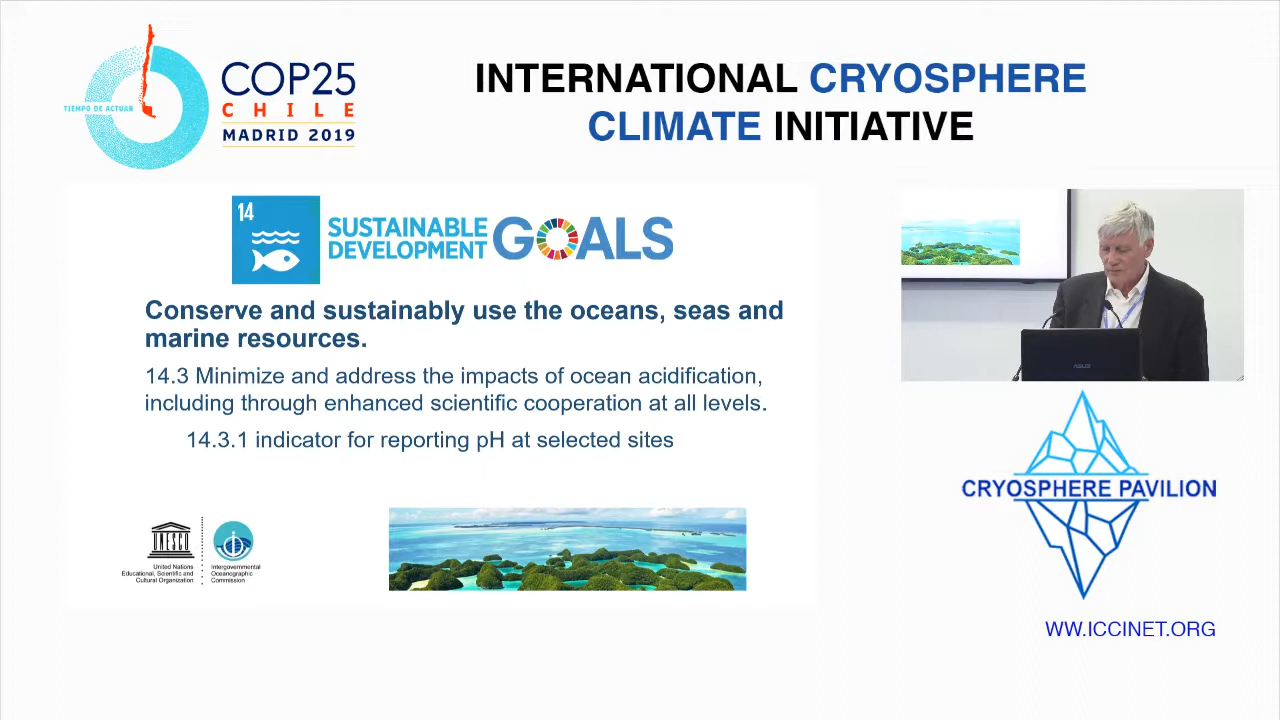 TIEMPO DE ACTUAR
COP25
CHILE
MADRID 2019
INTERNATIONAL CRYOSPHERE
CLIMATE INITIATIVE
14
SUSTAINABLE
DEVELOPMENT
GOALS
Conserve and sustainably use the oceans, seas and
marine resources.
14.3 Minimize and address the impacts of ocean acidification,
including through enhanced scientific cooperation at all levels.
14.3.1 indicator for reporting pH at selected sites
UNESCO
United Nations
Educational, Scientific and
Cultural Organization
Intergovernmental
Oceanographic
Commission
ASUS
CRYOSPHERE PAVILION
WW.ICCINET.ORG